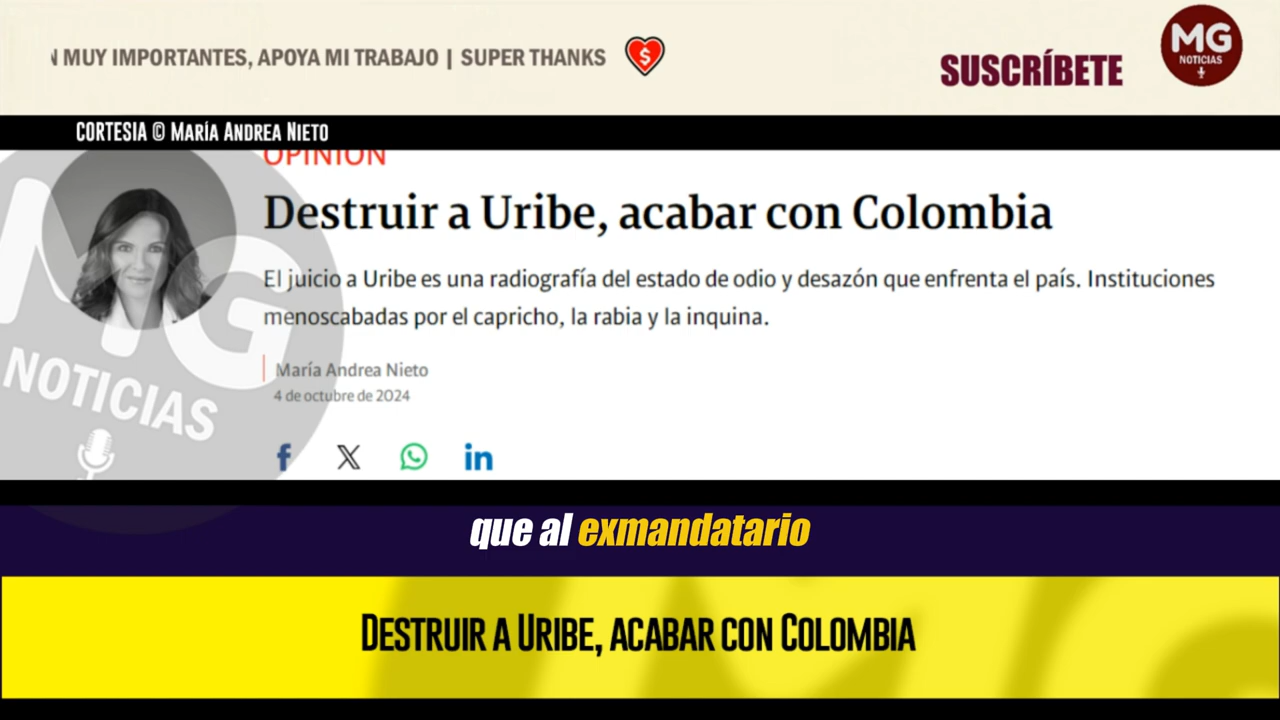 N MUY IMPORTANTES, APOYA MI TRABAJO | SUPER THANKS
SUSCRÍBETE
MG
NOTICIAS
CORTESIA © MARÍA ANDREA NIETO
OPINIÓN
Destruir a Uribe, acabar con Colombia
El juicio a Uribe es una radiografía del estado de odio y desazón que enfrenta el país. Instituciones
menoscabadas por el capricho, la rabia y la inquina.
María Andrea Nieto
4 de octubre de 2024
MG
NOTICIAS
que al exmandatario
DESTRUIR A URIBE, ACABAR CON COLOMBIA